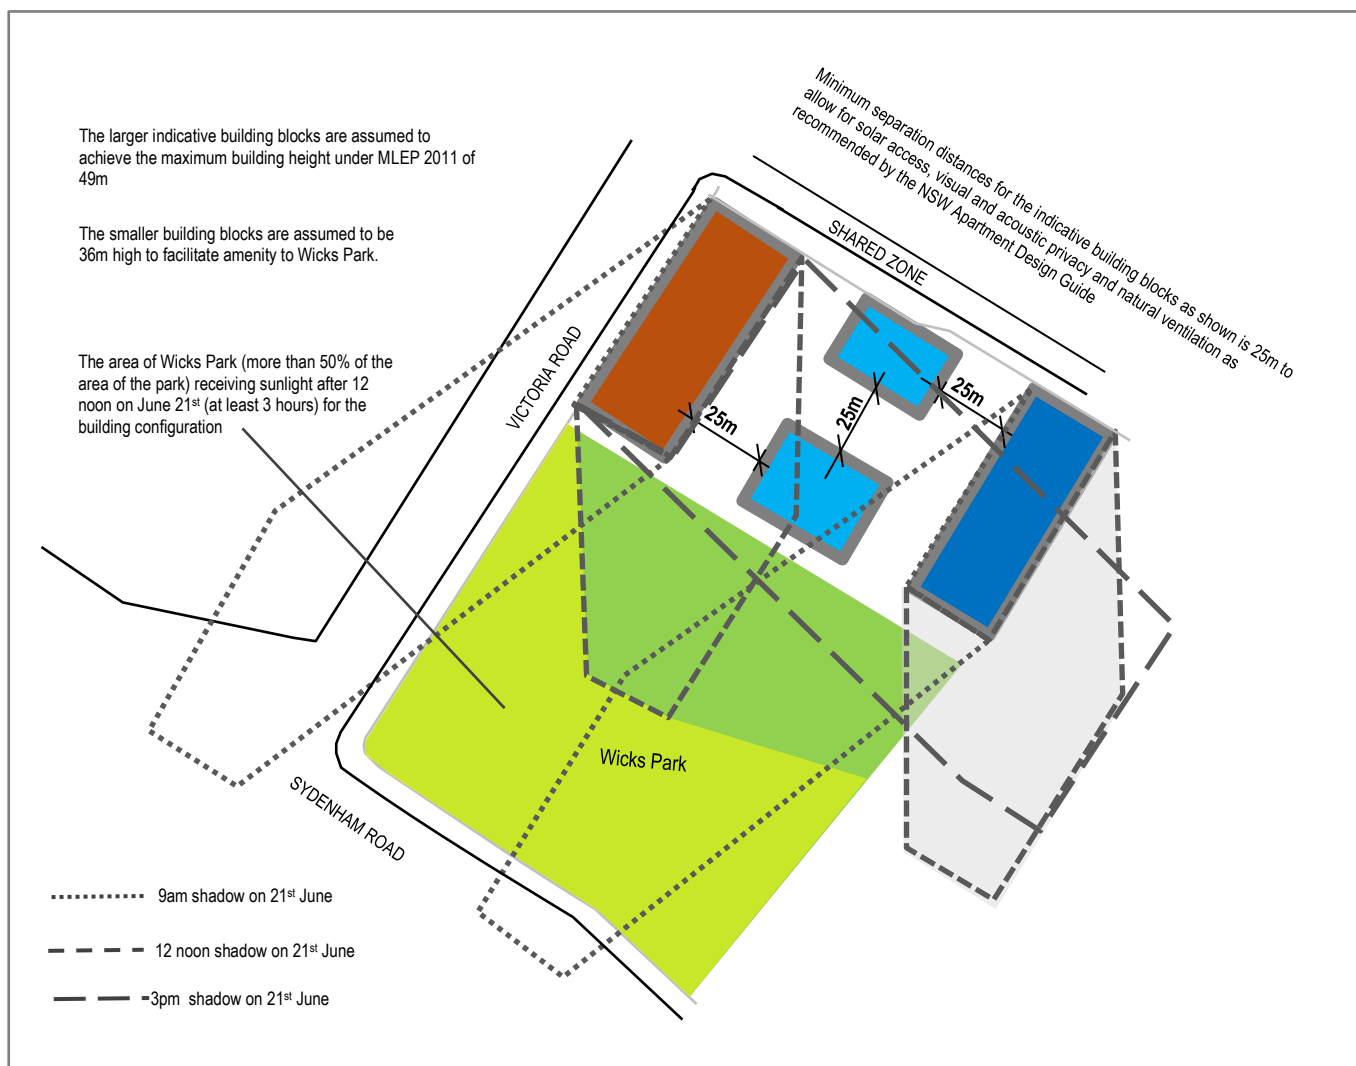 The larger indicative building blocks are assumed to
achieve the maximum building height under MLEP 2011 of
49m
The smaller building blocks are assumed to be
36m high to facilitate amenity to Wicks Park.
The area of Wicks Park (more than 50% of the
area of the park) receiving sunlight after 12
noon on June 21st (at least 3 hours) for the
building configuration
Minimum separation distances for the indicative building blocks as shown is 25m to
allow for solar access, visual and acoustic privacy and natural ventilation as
recommended by the NSW Apartment Design Guide
SHARED ZONE
VICTORIA ROAD
25m
25m
25m
Wicks Park
SYDENHAM ROAD
9am shadow on 21st June
12 noon shadow on 21st June
3pm shadow on 21st June